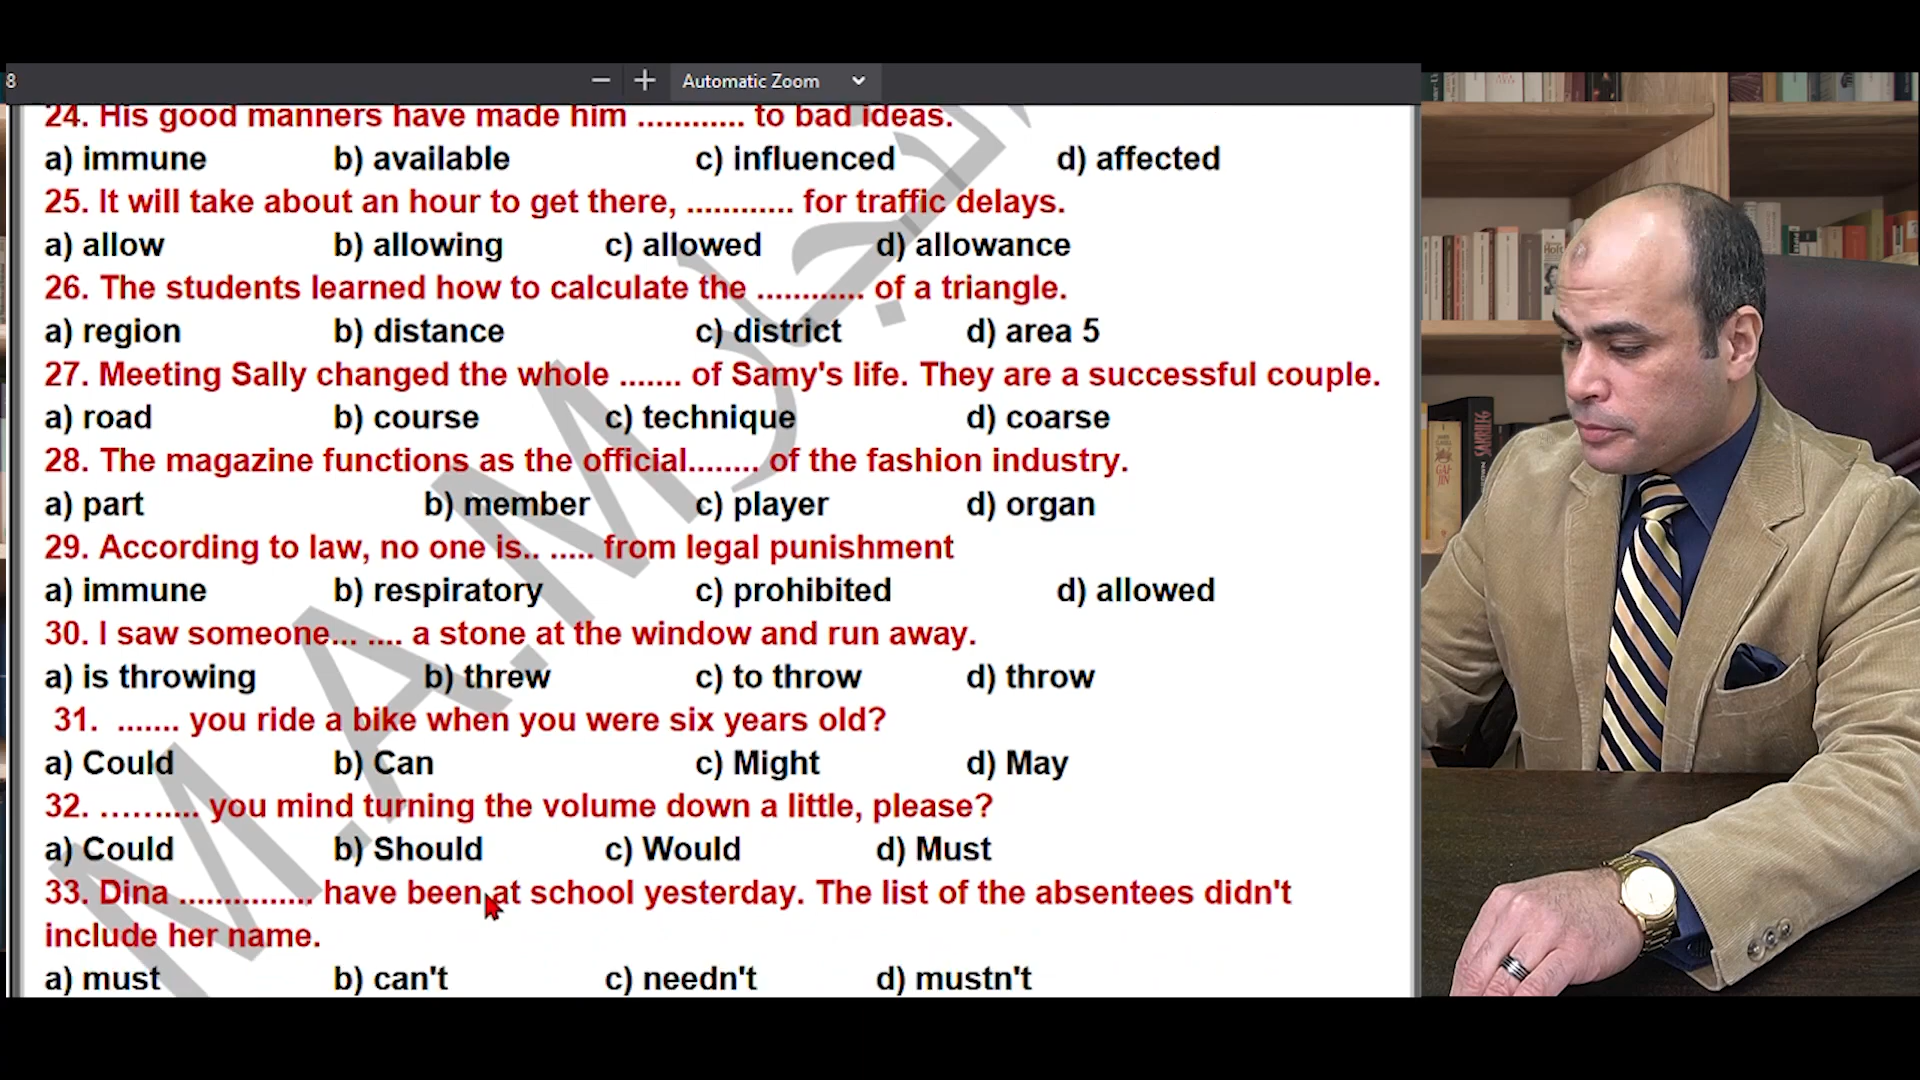 8 Automatic Zoom
24. His good manners have made him ............ to bad ideas.
a) immune b) available c) influenced d) affected
25. It will take about an hour to get there, ............ for traffic delays.
a) allow b) allowing c) allowed d) allowance
26. The students learned how to calculate the ............ of a triangle.
a) region b) distance c) district d) area 5
27. Meeting Sally changed the whole ....... of Samy's life. They are a successful couple.
a) road b) course c) technique d) coarse
28. The magazine functions as the official........ of the fashion industry.
a) part b) member c) player d) organ
29. According to law, no one is.. ..... from legal punishment
a) immune b) respiratory c) prohibited d) allowed
30. I saw someone... .... a stone at the window and run away.
a) is throwing b) threw c) to throw d) throw
31. ....... you ride a bike when you were six years old?
a) Could b) Can c) Might d) May
32. …….... you mind turning the volume down a little, please?
a) Could b) Should c) Would d) Must
33. Dina ............... have been at school yesterday. The list of the absentees didn't
include her name.
a) must b) can't c) needn't d) mustn't
M.A.M